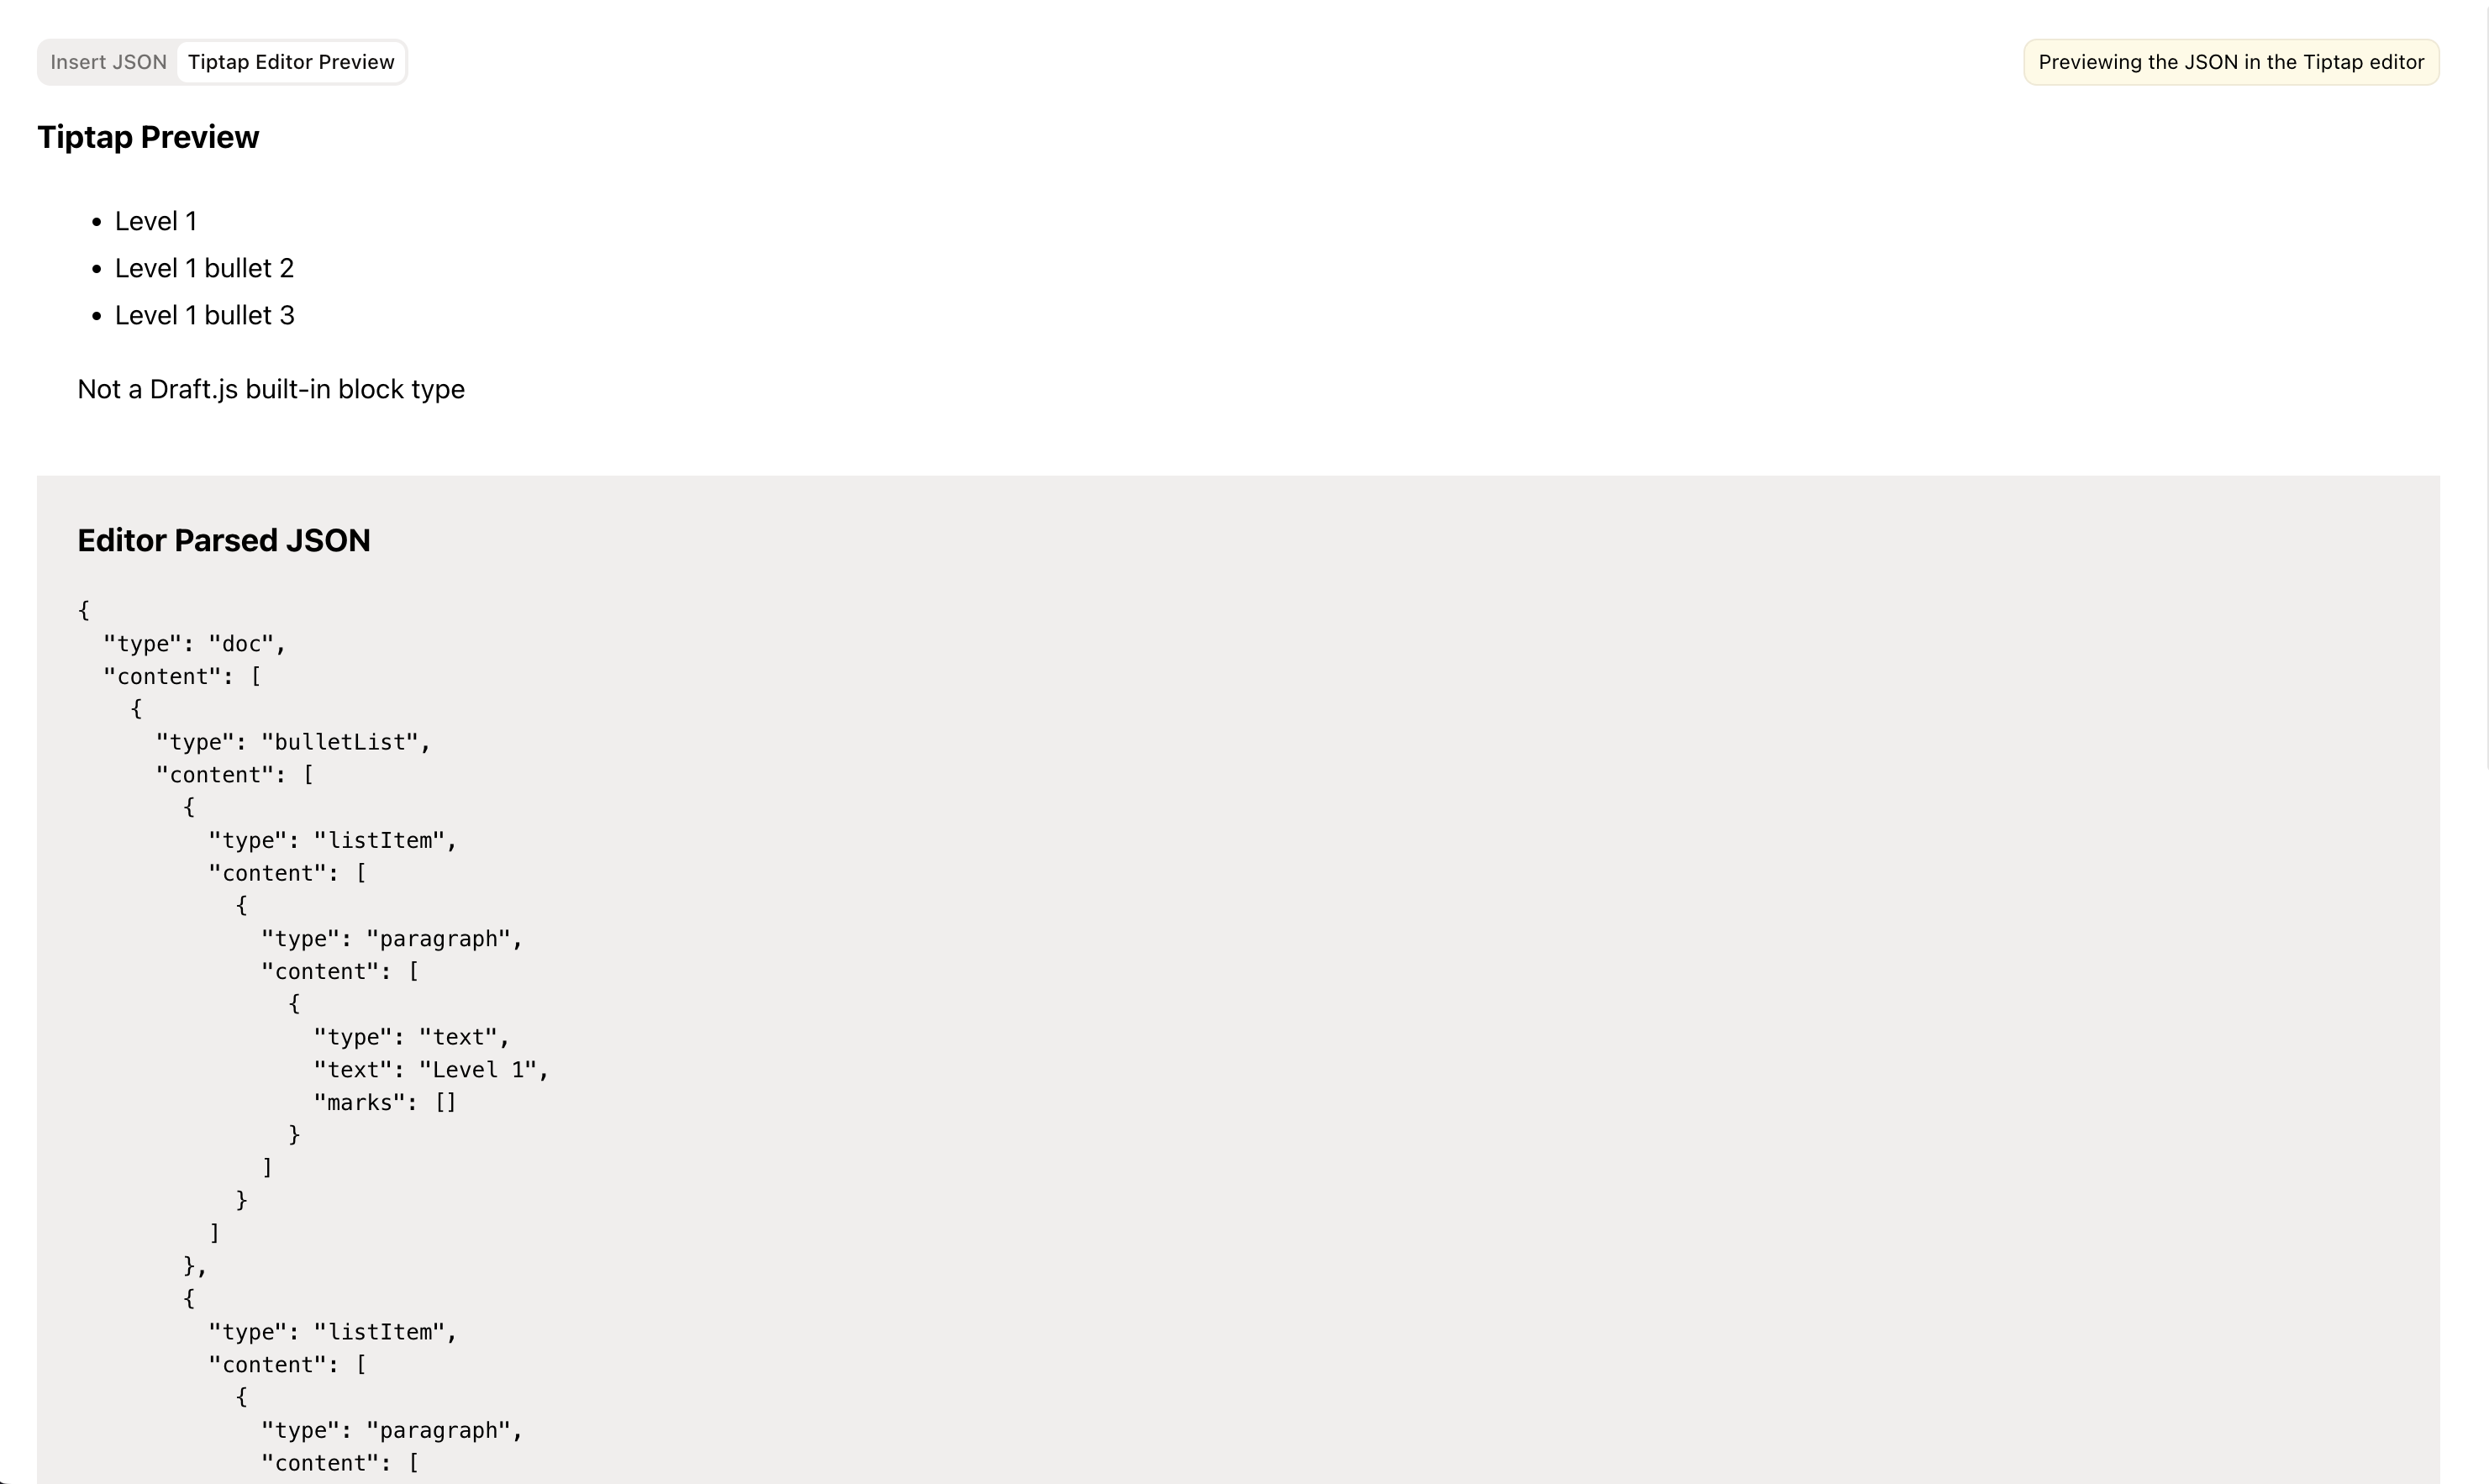 Insert JSON
Tiptap Editor Preview
Previewing the JSON in the Tiptap editor
Tiptap Preview
• Level 1
• Level 1 bullet 2
• Level 1 bullet 3
Not a Draft.js built-in block type
Editor Parsed JSON
{
  "type": "doc",
  "content": [
    {
      "type": "bulletList",
      "content": [
        {
          "type": "listItem",
          "content": [
            {
              "type": "paragraph",
              "content": [
                {
                  "type": "text",
                  "text": "Level 1",
                  "marks": []
                }
              ]
            }
          ]
        },
        {
          "type": "listItem",
          "content": [
            {
              "type": "paragraph",
              "content": [